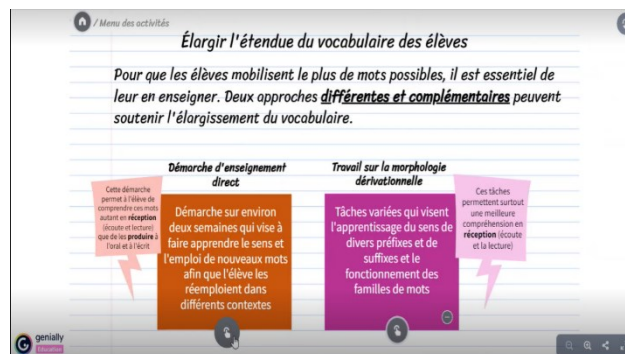 / Menu des activités
Élargir l'étendue du vocabulaire des élèves
Pour que les élèves mobilisent le plus de mots possibles, il est essentiel de
leur en enseigner. Deux approches différentes et complémentaires peuvent
soutenir l'élargissement du vocabulaire.
Démarche d'enseignement
direct
Cette démarche
permet à l'élève de
comprendre ces mots
autant en réception
(écoute et lecture)
que de les produire à
l'oral et à l'écrit
Démarche sur environ
deux semaines qui vise à
faire apprendre le sens et
l'emploi de nouveaux mots
afin que l'élève les
réemploient dans
différents contextes
Travail sur la morphologie
dérivationnelle
Tâches variées qui visent
l'apprentissage du sens de
divers préfixes et de
suffixes et le
fonctionnement des
familles de mots
Ces tâches
permettent surtout
une meilleure
compréhension en
réception (écoute
et la lecture)
genially
Education